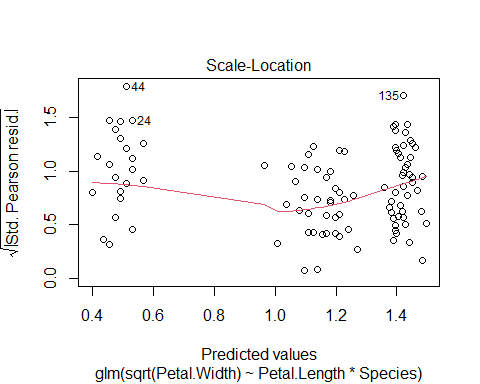 Scale-Location
√|Std. Pearson resid.|
1.5
1.0
0.5
0.0
44
24
135
0.4 0.6 0.8 1.0 1.2 1.4
Predicted values
glm(sqrt(Petal.Width) ~ Petal.Length * Species)